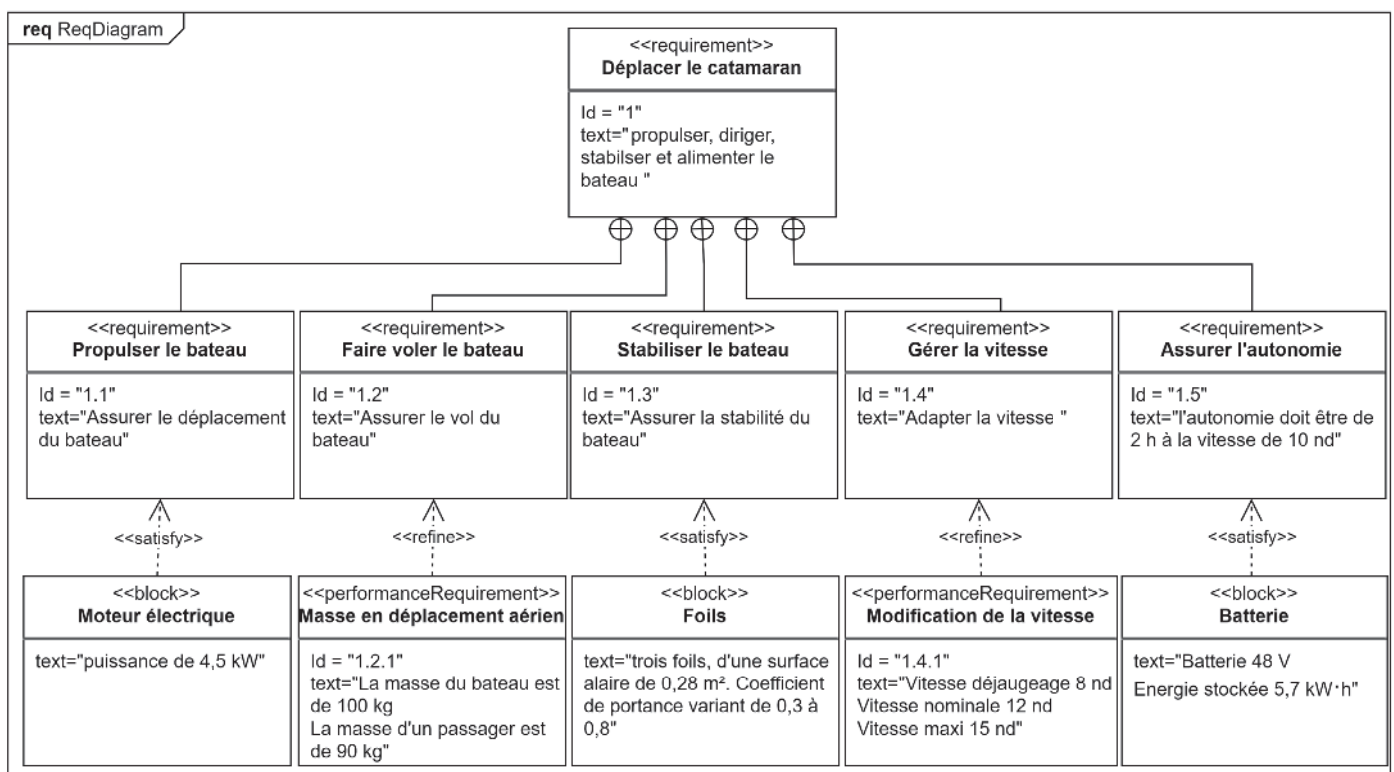 req ReqDiagram
<<requirement>>
Déplacer le catamaran
Id = "1"
text="propulser, diriger,
stabilser et alimenter le
bateau "
<<requirement>>
Propulser le bateau
Id = "1.1"
text="Assurer le déplacement
du bateau"
<<requirement>>
Faire voler le bateau
Id = "1.2"
text="Assurer le vol du
bateau"
<<requirement>>
Stabiliser le bateau
Id = "1.3"
text="Assurer la stabilité du
bateau"
<<requirement>>
Gérer la vitesse
Id = "1.4"
text="Adapter la vitesse "
<<requirement>>
Assurer l'autonomie
Id = "1.5"
text="l'autonomie doit être de
2 h à la vitesse de 10 nd"
<<satisfy>>
<<refine>>
<<satisfy>>
<<refine>>
<<satisfy>>
<<block>>
Moteur électrique
text="puissance de 4,5 kW"
<<performanceRequirement>>
Masse en déplacement aérien
Id = "1.2.1"
text="La masse du bateau est
de 100 kg
La masse d'un passager est
de 90 kg"
<<block>>
Foils
text="trois foils, d'une surface
alaire de 0,28 m². Coefficient
de portance variant de 0,3 à
0,8"
<<performanceRequirement>>
Modification de la vitesse
Id = "1.4.1"
text="Vitesse déjaugeage 8 nd
Vitesse nominale 12 nd
Vitesse maxi 15 nd"
<<block>>
Batterie
text="Batterie 48 V
Energie stockée 5,7 kW·h"